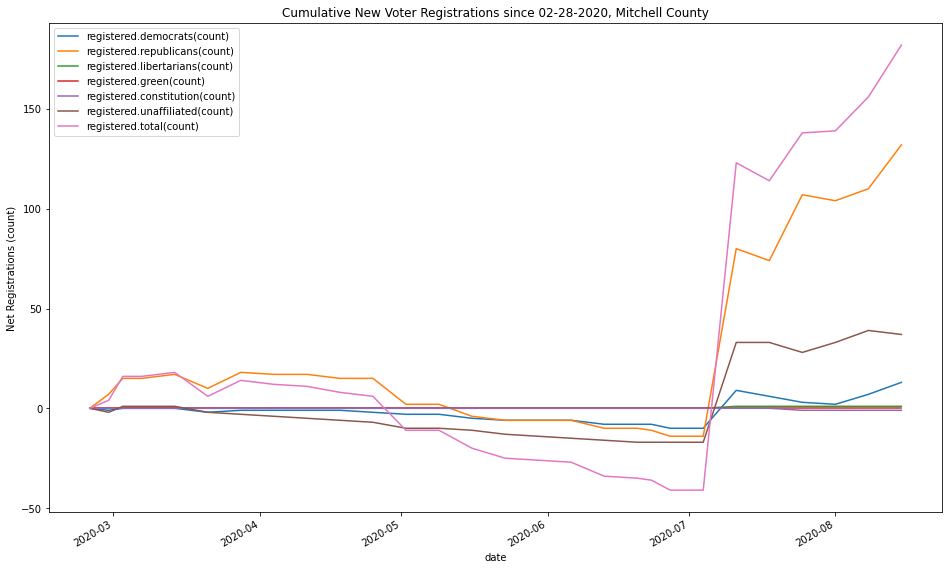 Cumulative New Voter Registrations since 02-28-2020, Mitchell County
registered.democrats(count)
registered.republicans(count)
registered.libertarians(count)
registered.green(count)
registered.constitution(count)
registered.unaffiliated(count)
registered.total(count)
Net Registrations (count)
150
100
50
0
−50
2020-03
2020-04
2020-05
2020-06
2020-07
2020-08
date